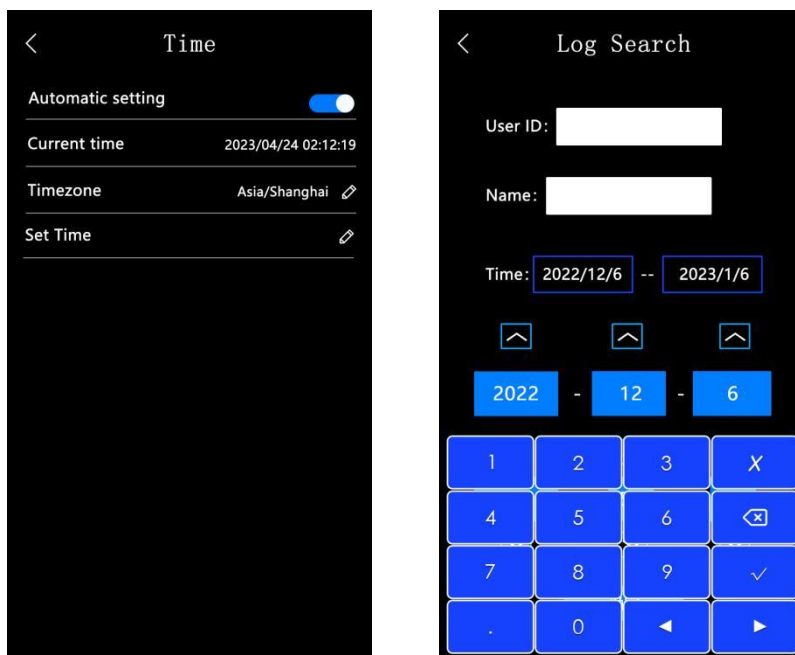 Time
Automatic setting
Current time 2023/04/24 02:12:19
Timezone Asia/Shanghai
Set Time
Log Search
User ID:
Name:
Time: 2022/12/6 -- 2023/1/6
2022 - 12 - 6
1 2 3 X
4 5 6
7 8 9
. 0